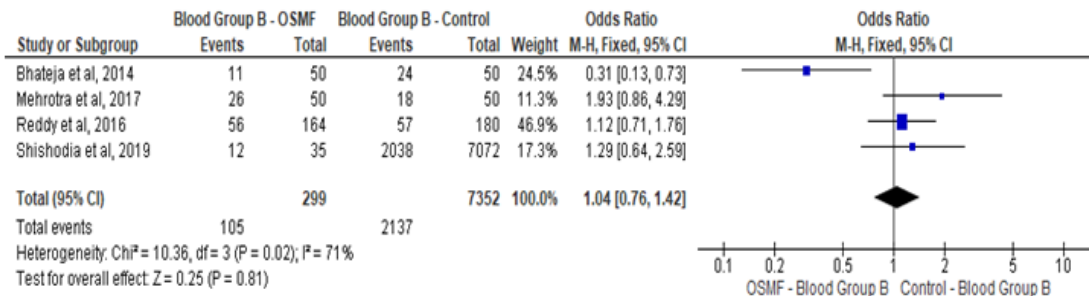 Blood Group B - OSMF Blood Group B - Control Odds Ratio Odds Ratio
Study or Subgroup Events Total Events Total Weight M-H, Fixed, 95% CI M-H, Fixed, 95% CI
Bhateja et al, 2014 11 50 24 50 24.5% 0.31 [0.13, 0.73]
Mehrotra et al, 2017 26 50 18 50 11.3% 1.93 [0.86, 4.29]
Reddy et al, 2016 56 164 57 180 46.9% 1.12 [0.71, 1.76]
Shishodia et al, 2019 12 35 2038 7072 17.3% 1.29 [0.64, 2.59]
Total (95% CI) 299 7352 100.0% 1.04 [0.76, 1.42]
Total events 105 2137
Heterogeneity: Chi² = 10.36, df = 3 (P = 0.02); I² = 71%
Test for overall effect: Z = 0.25 (P = 0.81)
0.1 0.2 0.5 1 2 5 10
OSMF - Blood Group B Control - Blood Group B